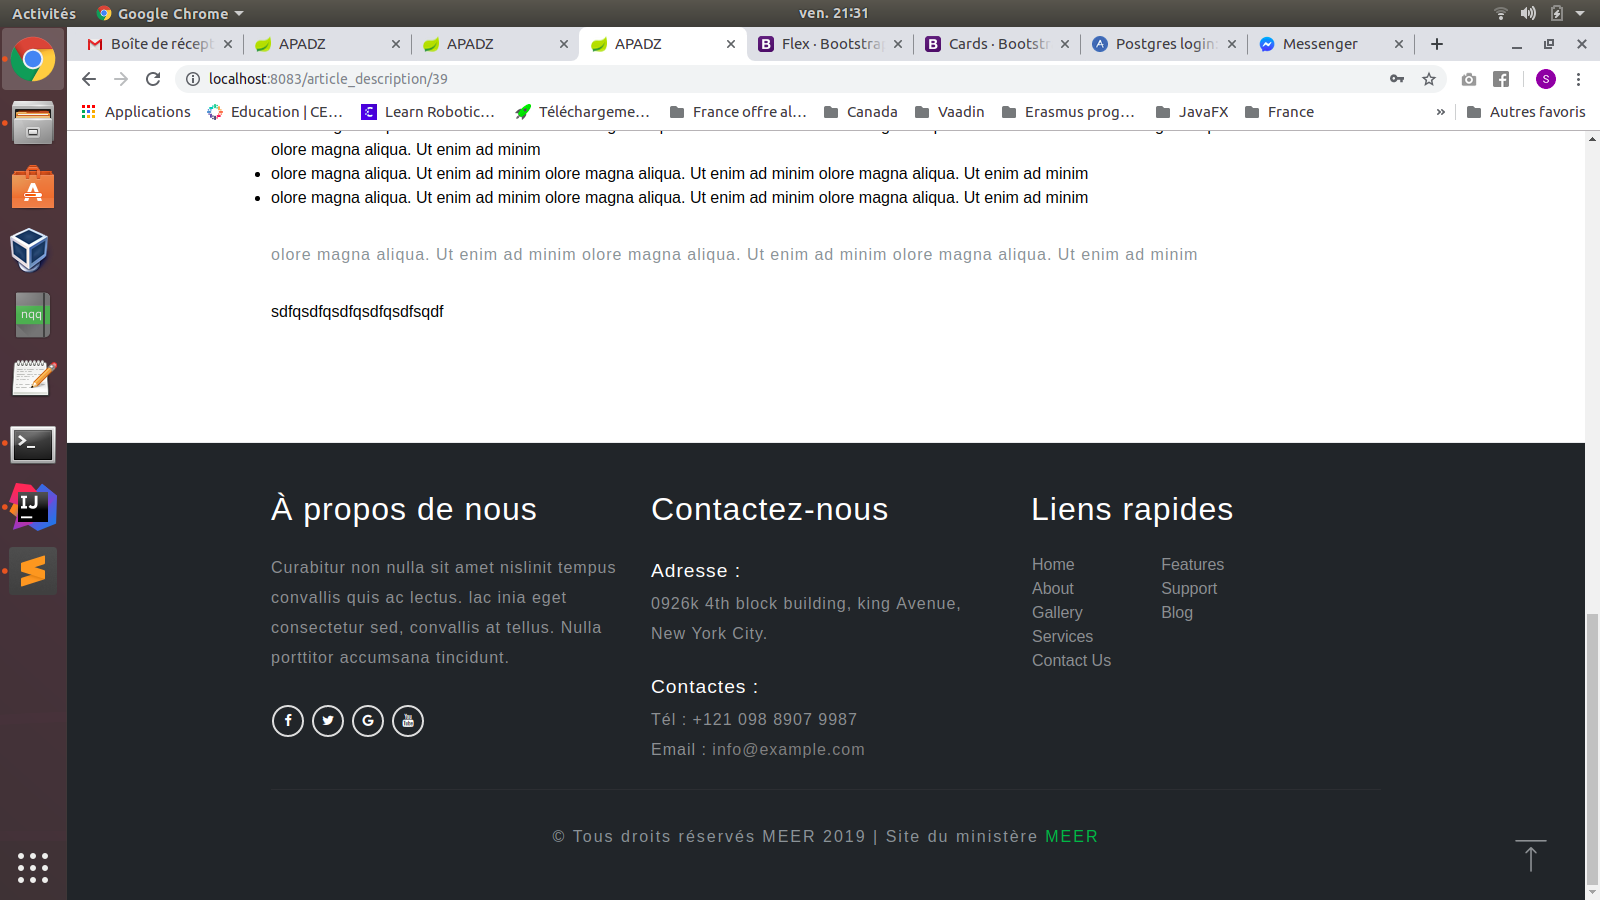 Activités
Google Chrome
ven. 21:31
Boîte de récept
APADZ
APADZ
APADZ
Flex · Bootstra
Cards · Bootstr
Postgres login
Messenger
localhost:8083/article_description/39
S
Applications
Education | CE...
Learn Robotic...
Téléchargeme...
France offre al...
Canada
Vaadin
Erasmus prog...
JavaFX
France
»
Autres favoris
olore magna aliqua. Ut enim ad minim
olore magna aliqua. Ut enim ad minim olore magna aliqua. Ut enim ad minim olore magna aliqua. Ut enim ad minim
olore magna aliqua. Ut enim ad minim olore magna aliqua. Ut enim ad minim olore magna aliqua. Ut enim ad minim
olore magna aliqua. Ut enim ad minim olore magna aliqua. Ut enim ad minim olore magna aliqua. Ut enim ad minim
sdfqsdfqsdfqsdfqsdfsqdf
nqq
IJ
À propos de nous
Curabitur non nulla sit amet nislinit tempus
convallis quis ac lectus. lac inia eget
consectetur sed, convallis at tellus. Nulla
porttitor accumsana tincidunt.
Contactez-nous
Adresse :
0926k 4th block building, king Avenue,
New York City.
Contactes :
Tél : +121 098 8907 9987
Email : info@example.com
Liens rapides
Home
About
Gallery
Services
Contact Us
Features
Support
Blog
© Tous droits réservés MEER 2019 | Site du ministère MEER